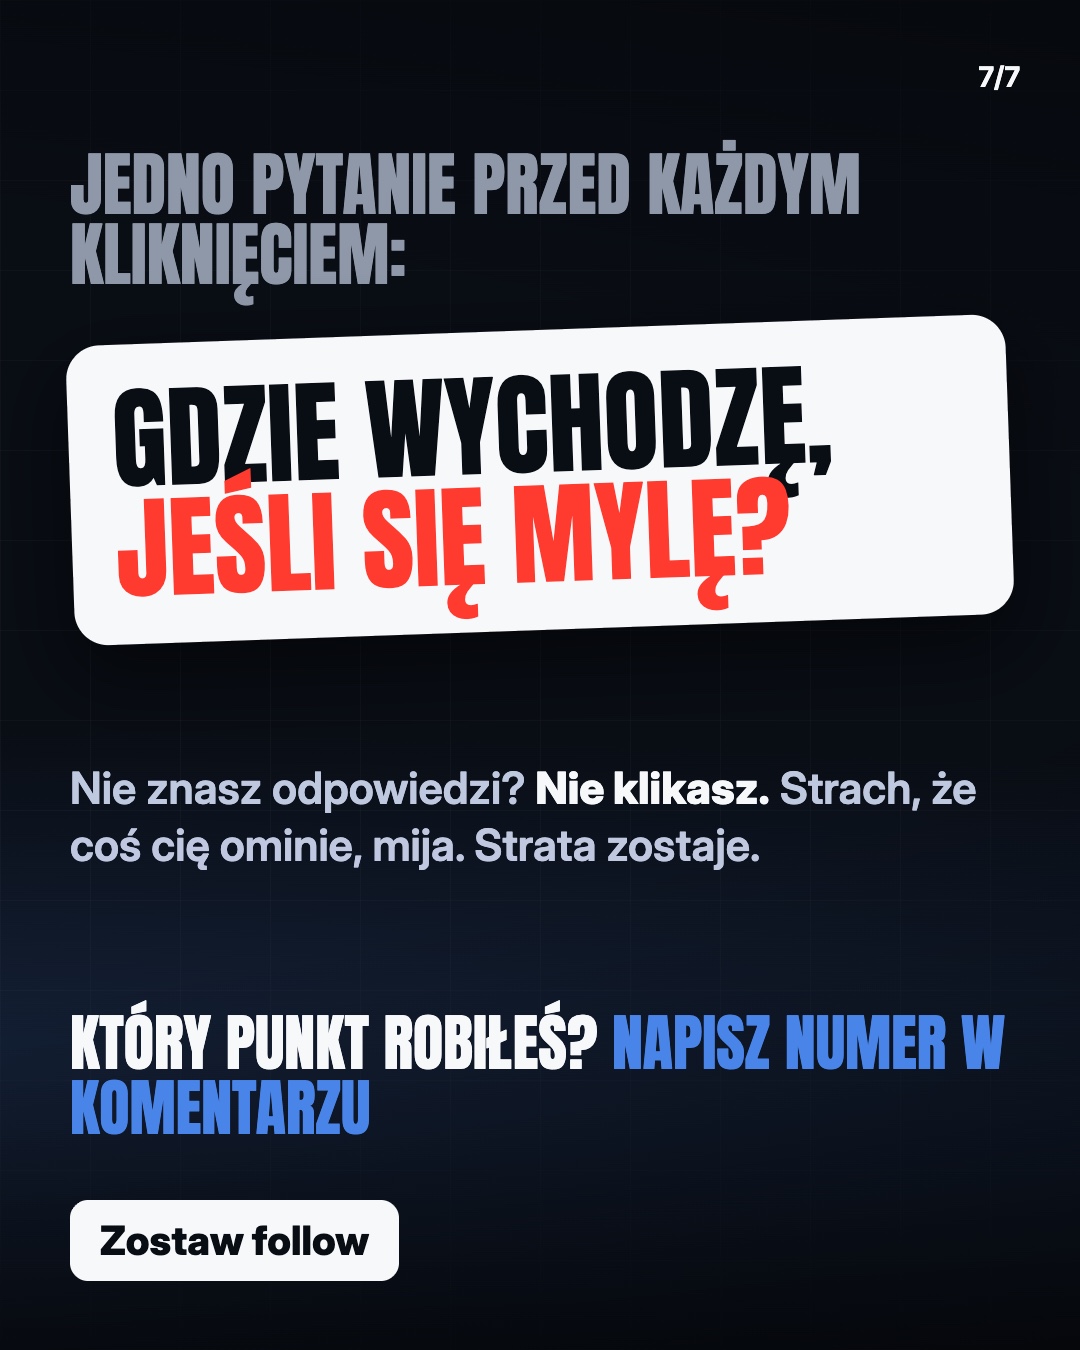 7/7
JEDNO PYTANIE PRZED KAŻDYM
KLIKNIĘCIEM:
GDZIE WYCHODZĘ,
JEŚLI SIĘ MYLĘ?
Nie znasz odpowiedzi? Nie klikasz. Strach, że
coś cię ominie, mija. Strata zostaje.
KTÓRY PUNKT ROBIŁEŚ? NAPISZ NUMER W
KOMENTARZU
Zostaw follow